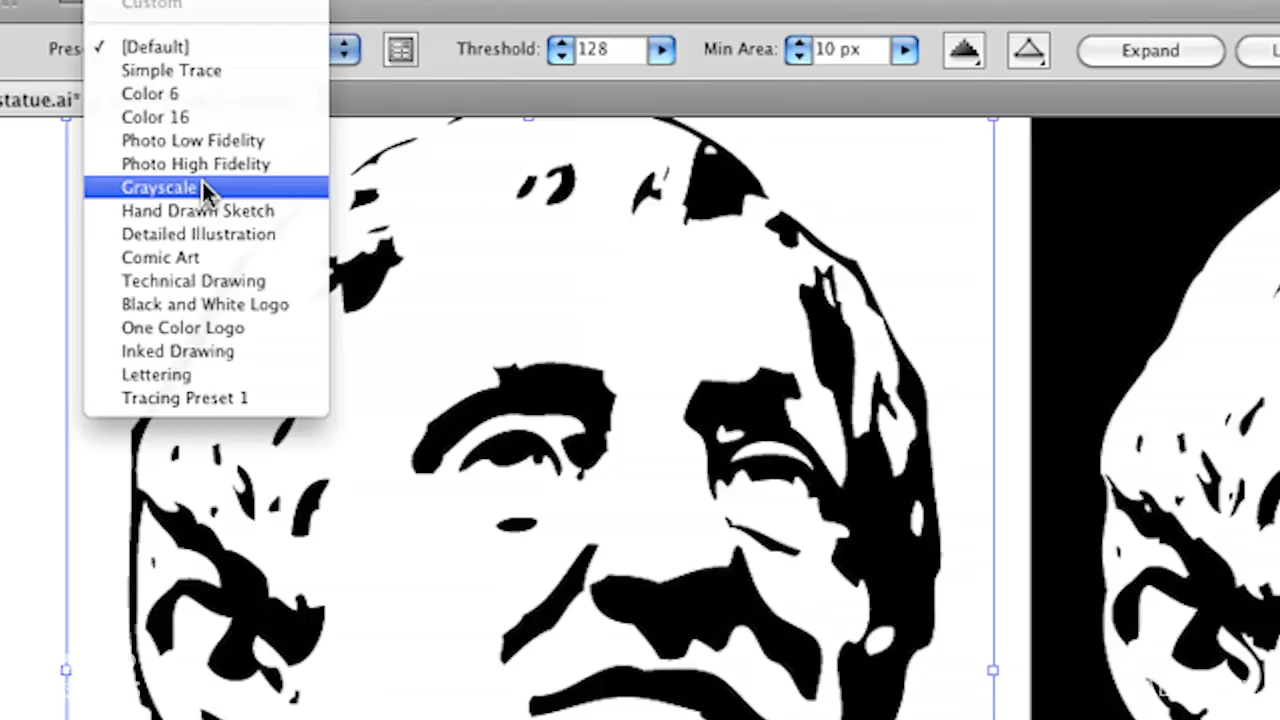 Custom
Pres
✓ [Default]
Threshold: 128
Min Area: 10 px
Expand
Simple Trace
Color 6
statue.ai*
Color 16
Photo Low Fidelity
Photo High Fidelity
Grayscale
Hand Drawn Sketch
Detailed Illustration
Comic Art
Technical Drawing
Black and White Logo
One Color Logo
Inked Drawing
Lettering
Tracing Preset 1